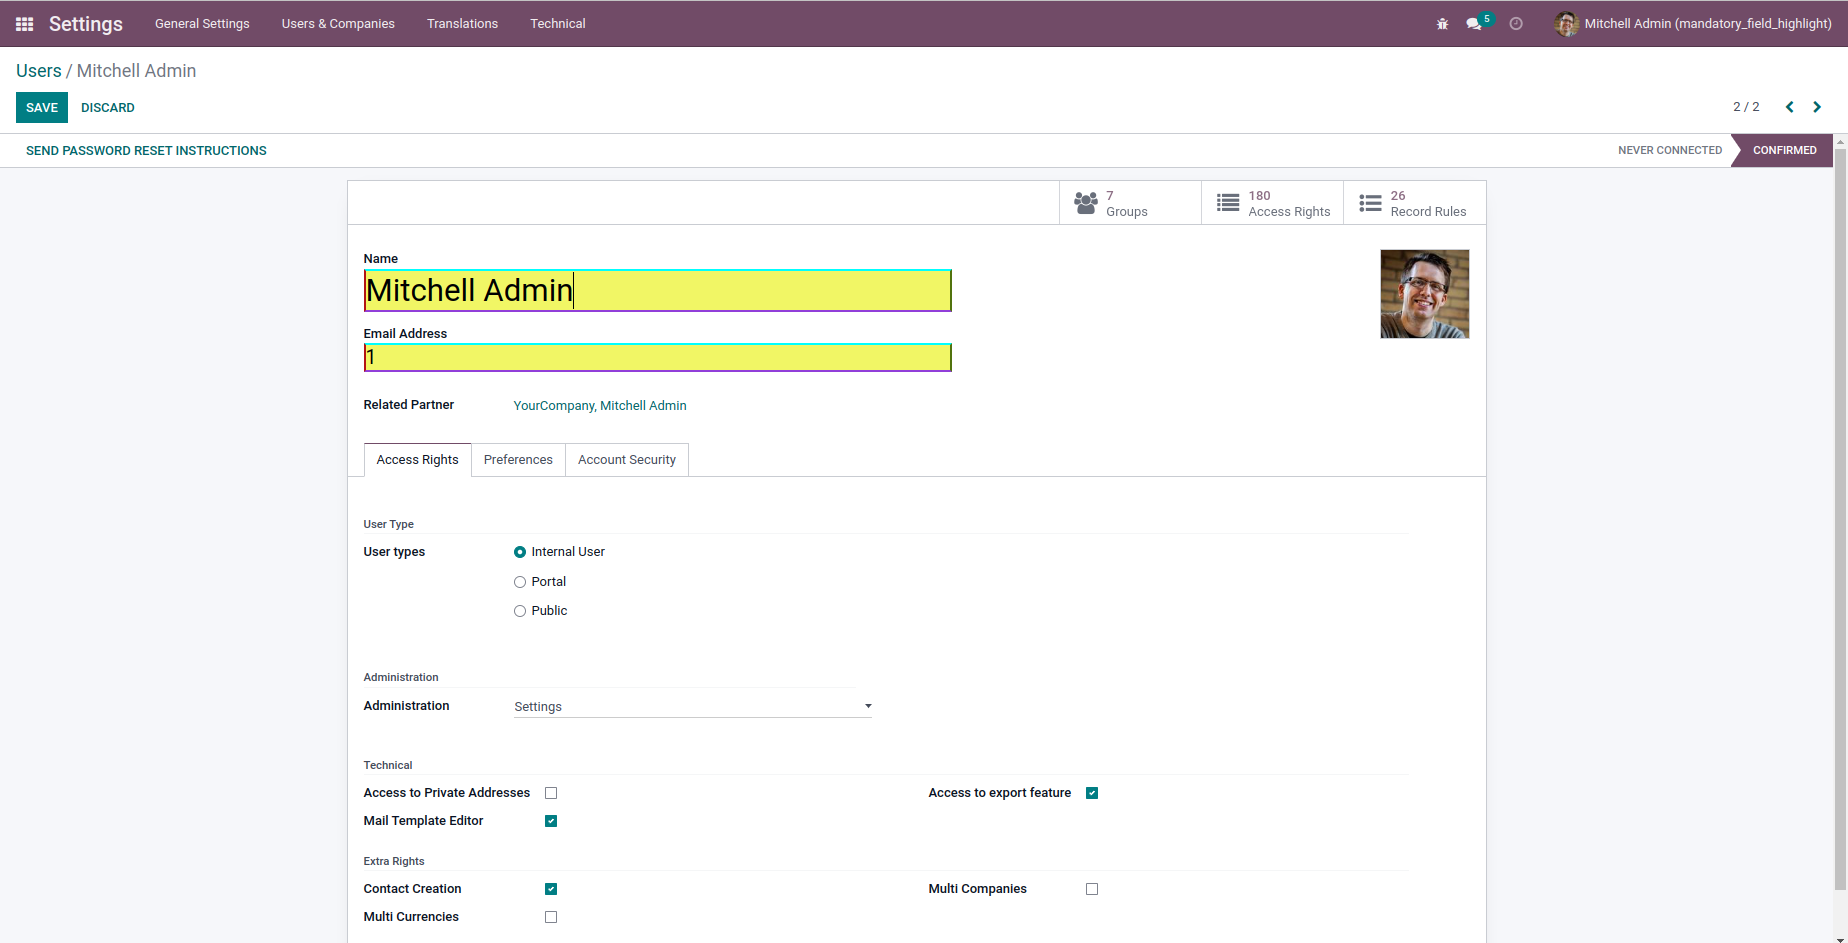 Settings General Settings Users & Companies Translations Technical 5 Mitchell Admin (mandatory_field_highlight)
Users / Mitchell Admin
SAVE DISCARD 2 / 2
SEND PASSWORD RESET INSTRUCTIONS NEVER CONNECTED CONFIRMED
7 180 26
Groups Access Rights Record Rules
Name
Mitchell Admin
Email Address
1
Related Partner YourCompany, Mitchell Admin
Access Rights Preferences Account Security
User Type
User types Internal User
Portal
Public
Administration
Administration Settings
Technical
Access to Private Addresses Access to export feature
Mail Template Editor
Extra Rights
Contact Creation Multi Companies
Multi Currencies